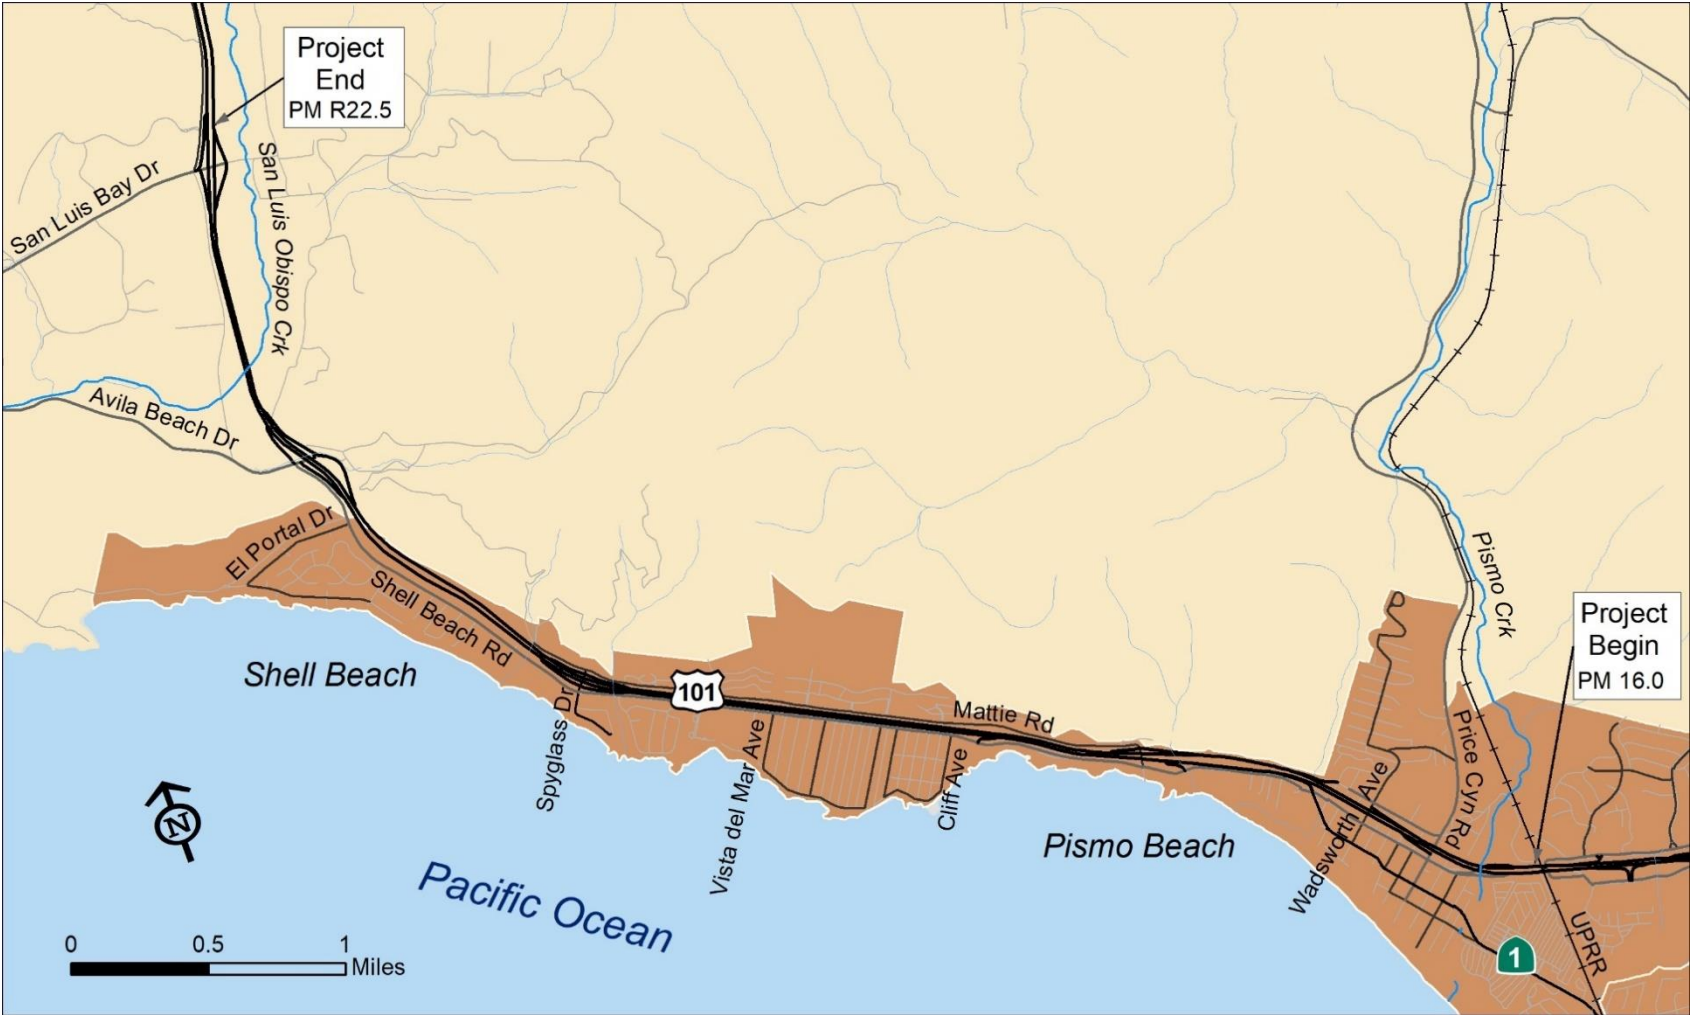 Project
End
PM R22.5
San Luis Bay Dr
San Luis Obispo Crk
Avila Beach Dr
El Portal Dr
Shell Beach Rd
Pismo Crk
Project
Begin
PM 16.0
Shell Beach
101
Mattie Rd
Spyglass Dr
Vista del Mar Ave
Cliff Ave
Price Cyn Rd
Wadsworth Ave
N
Pismo Beach
Pacific Ocean
0 0.5 1
Miles
UPRR
1